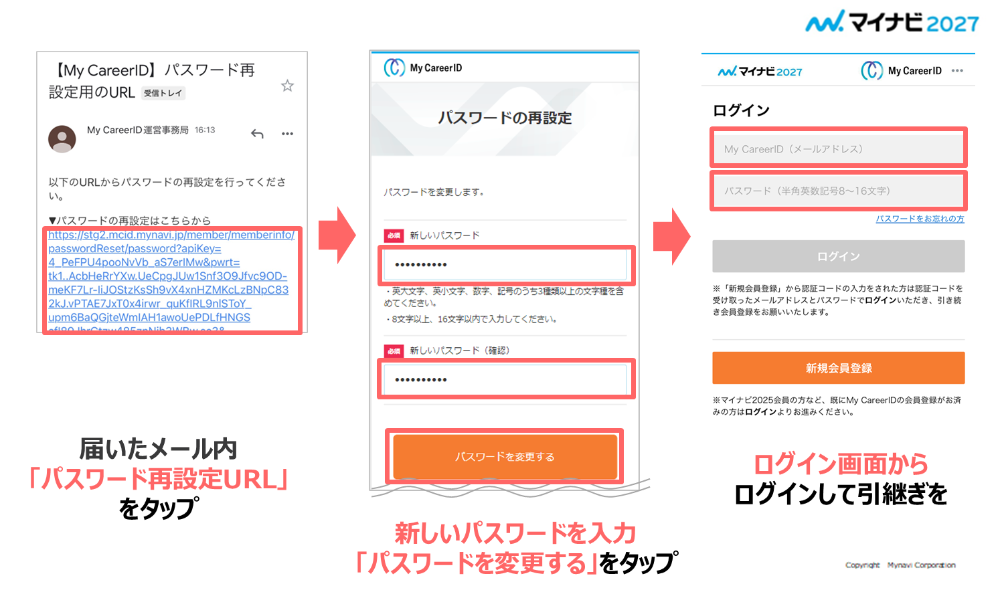 マイナビ2027
【My CareerID】パスワード再
設定用のURL 受信トレイ
My CareerID運営事務局 16:13
以下のURLからパスワードの再設定を行ってくださ
い。
▼パスワードの再設定はこちらから
https://stg2.mcid.mynavi.jp/member/memberinfo/
passwordReset/password?apiKey=
4_PeFPU4pooNvVb_aS7erIMw&pwrt=
tk1..AcbHeRrYXw.UeCpgJUw1Snf3O9Jfvc9OD-
meKF7Lr-IiJOStzKsSh9vX4xnHZMKcLzBNpC83
2kJ.vPTAE7JxT0x4irwr_quKfIRL9nlSToY_
upm6BaQGjteWmIAH1awoUePDLfHNGS
届いたメール内
「パスワード再設定URL」
をタップ
My CareerID
パスワードの再設定
パスワードを変更します。
必須 新しいパスワード
••••••••••
・英大文字、英小文字、数字、記号のうち3種類以上の文字種を含
めてください。
・8文字以上、16文字以内で入力してください。
必須 新しいパスワード（確認）
••••••••••
パスワードを変更する
新しいパスワードを入力
「パスワードを変更する」をタップ
マイナビ2027 My CareerID
ログイン
My CareerID（メールアドレス）
パスワード（半角英数記号8〜16文字）
パスワードをお忘れの方
ログイン
※「新規会員登録」から認証コードの入力をされた方は認証コードを
受け取ったメールアドレスとパスワードでログインいただき、引き続
き会員登録をお願いいたします。
新規会員登録
※マイナビ2025会員の方など、既にMy CareerIDの会員登録がお済
みの方はログインよりお進みください。
ログイン画面から
ログインして引継ぎを
Copyright Mynavi Corporation